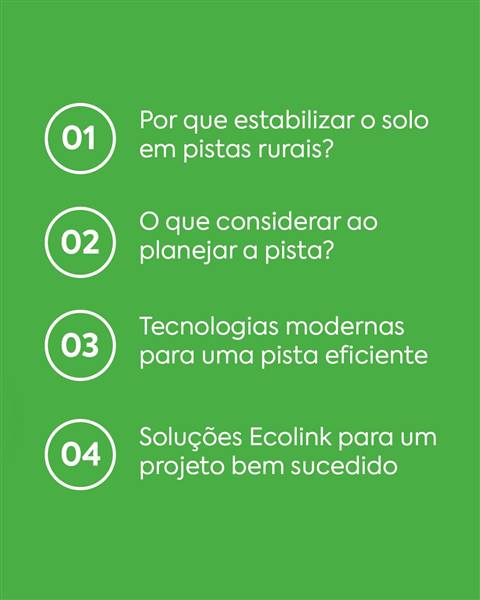 01
Por que estabilizar o solo
em pistas rurais?
02
O que considerar ao
planejar a pista?
03
Tecnologias modernas
para uma pista eficiente
04
Soluções Ecolink para um
projeto bem sucedido